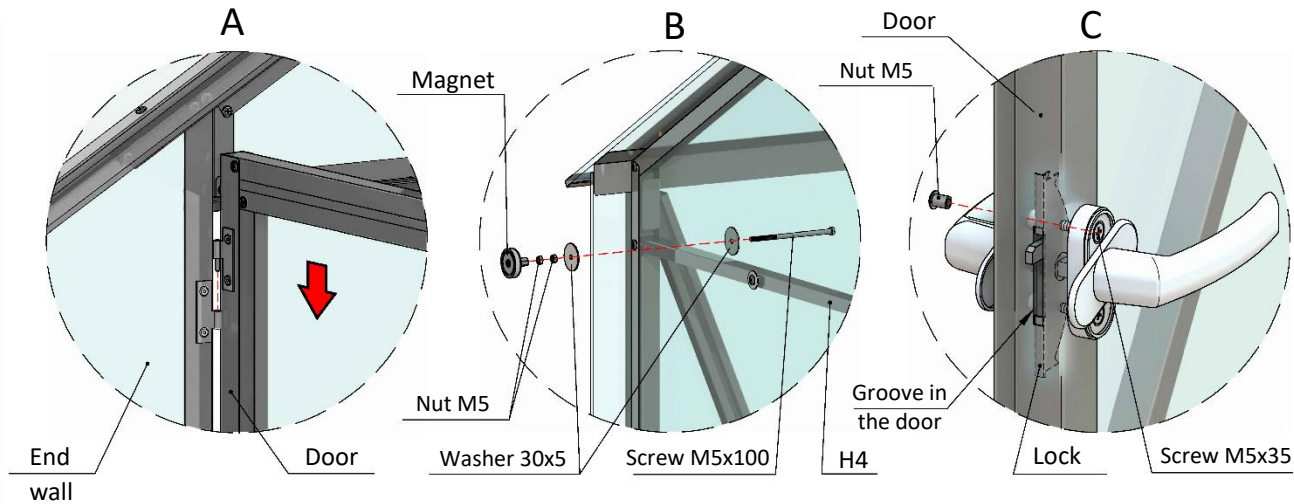 A
B
C
Door
Nut M5
Magnet
Nut M5
Groove in
the door
End
wall
Door
Washer 30x5
Screw M5x100
H4
Lock
Screw M5x35